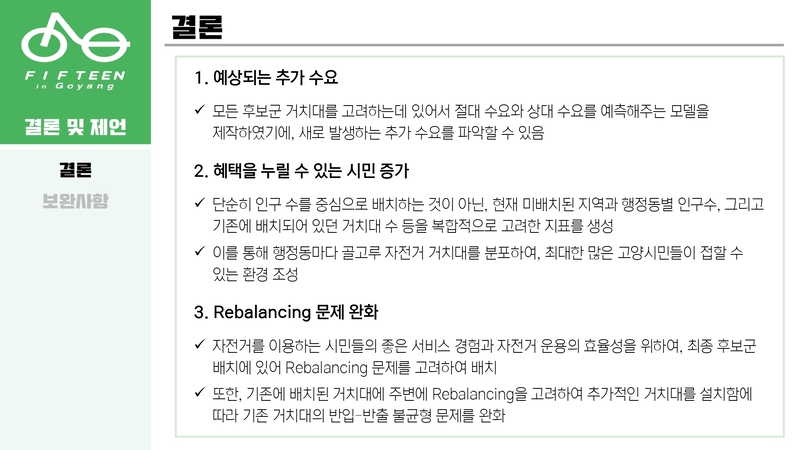 FIFTEEN
in Goyang
결론 및 제언
결론
보완사항
결론
1. 예상되는 추가 수요
✓ 모든 후보군 거치대를 고려하는데 있어서 절대 수요와 상대 수요를 예측해주는 모델을
제작하였기에, 새로 발생하는 추가 수요를 파악할 수 있음
2. 혜택을 누릴 수 있는 시민 증가
✓ 단순히 인구 수를 중심으로 배치하는 것이 아닌, 현재 미배치된 지역과 행정동별 인구수, 그리고
기존에 배치되어 있던 거치대 수 등을 복합적으로 고려한 지표를 생성
✓ 이를 통해 행정동마다 골고루 자전거 거치대를 분포하여, 최대한 많은 고양시민들이 접할 수
있는 환경 조성
3. Rebalancing 문제 완화
✓ 자전거를 이용하는 시민들의 좋은 서비스 경험과 자전거 운용의 효율성을 위하여, 최종 후보군
배치에 있어 Rebalancing 문제를 고려하여 배치
✓ 또한, 기존에 배치된 거치대에 주변에 Rebalancing을 고려하여 추가적인 거치대를 설치함에
따라 기존 거치대의 반입-반출 불균형 문제를 완화